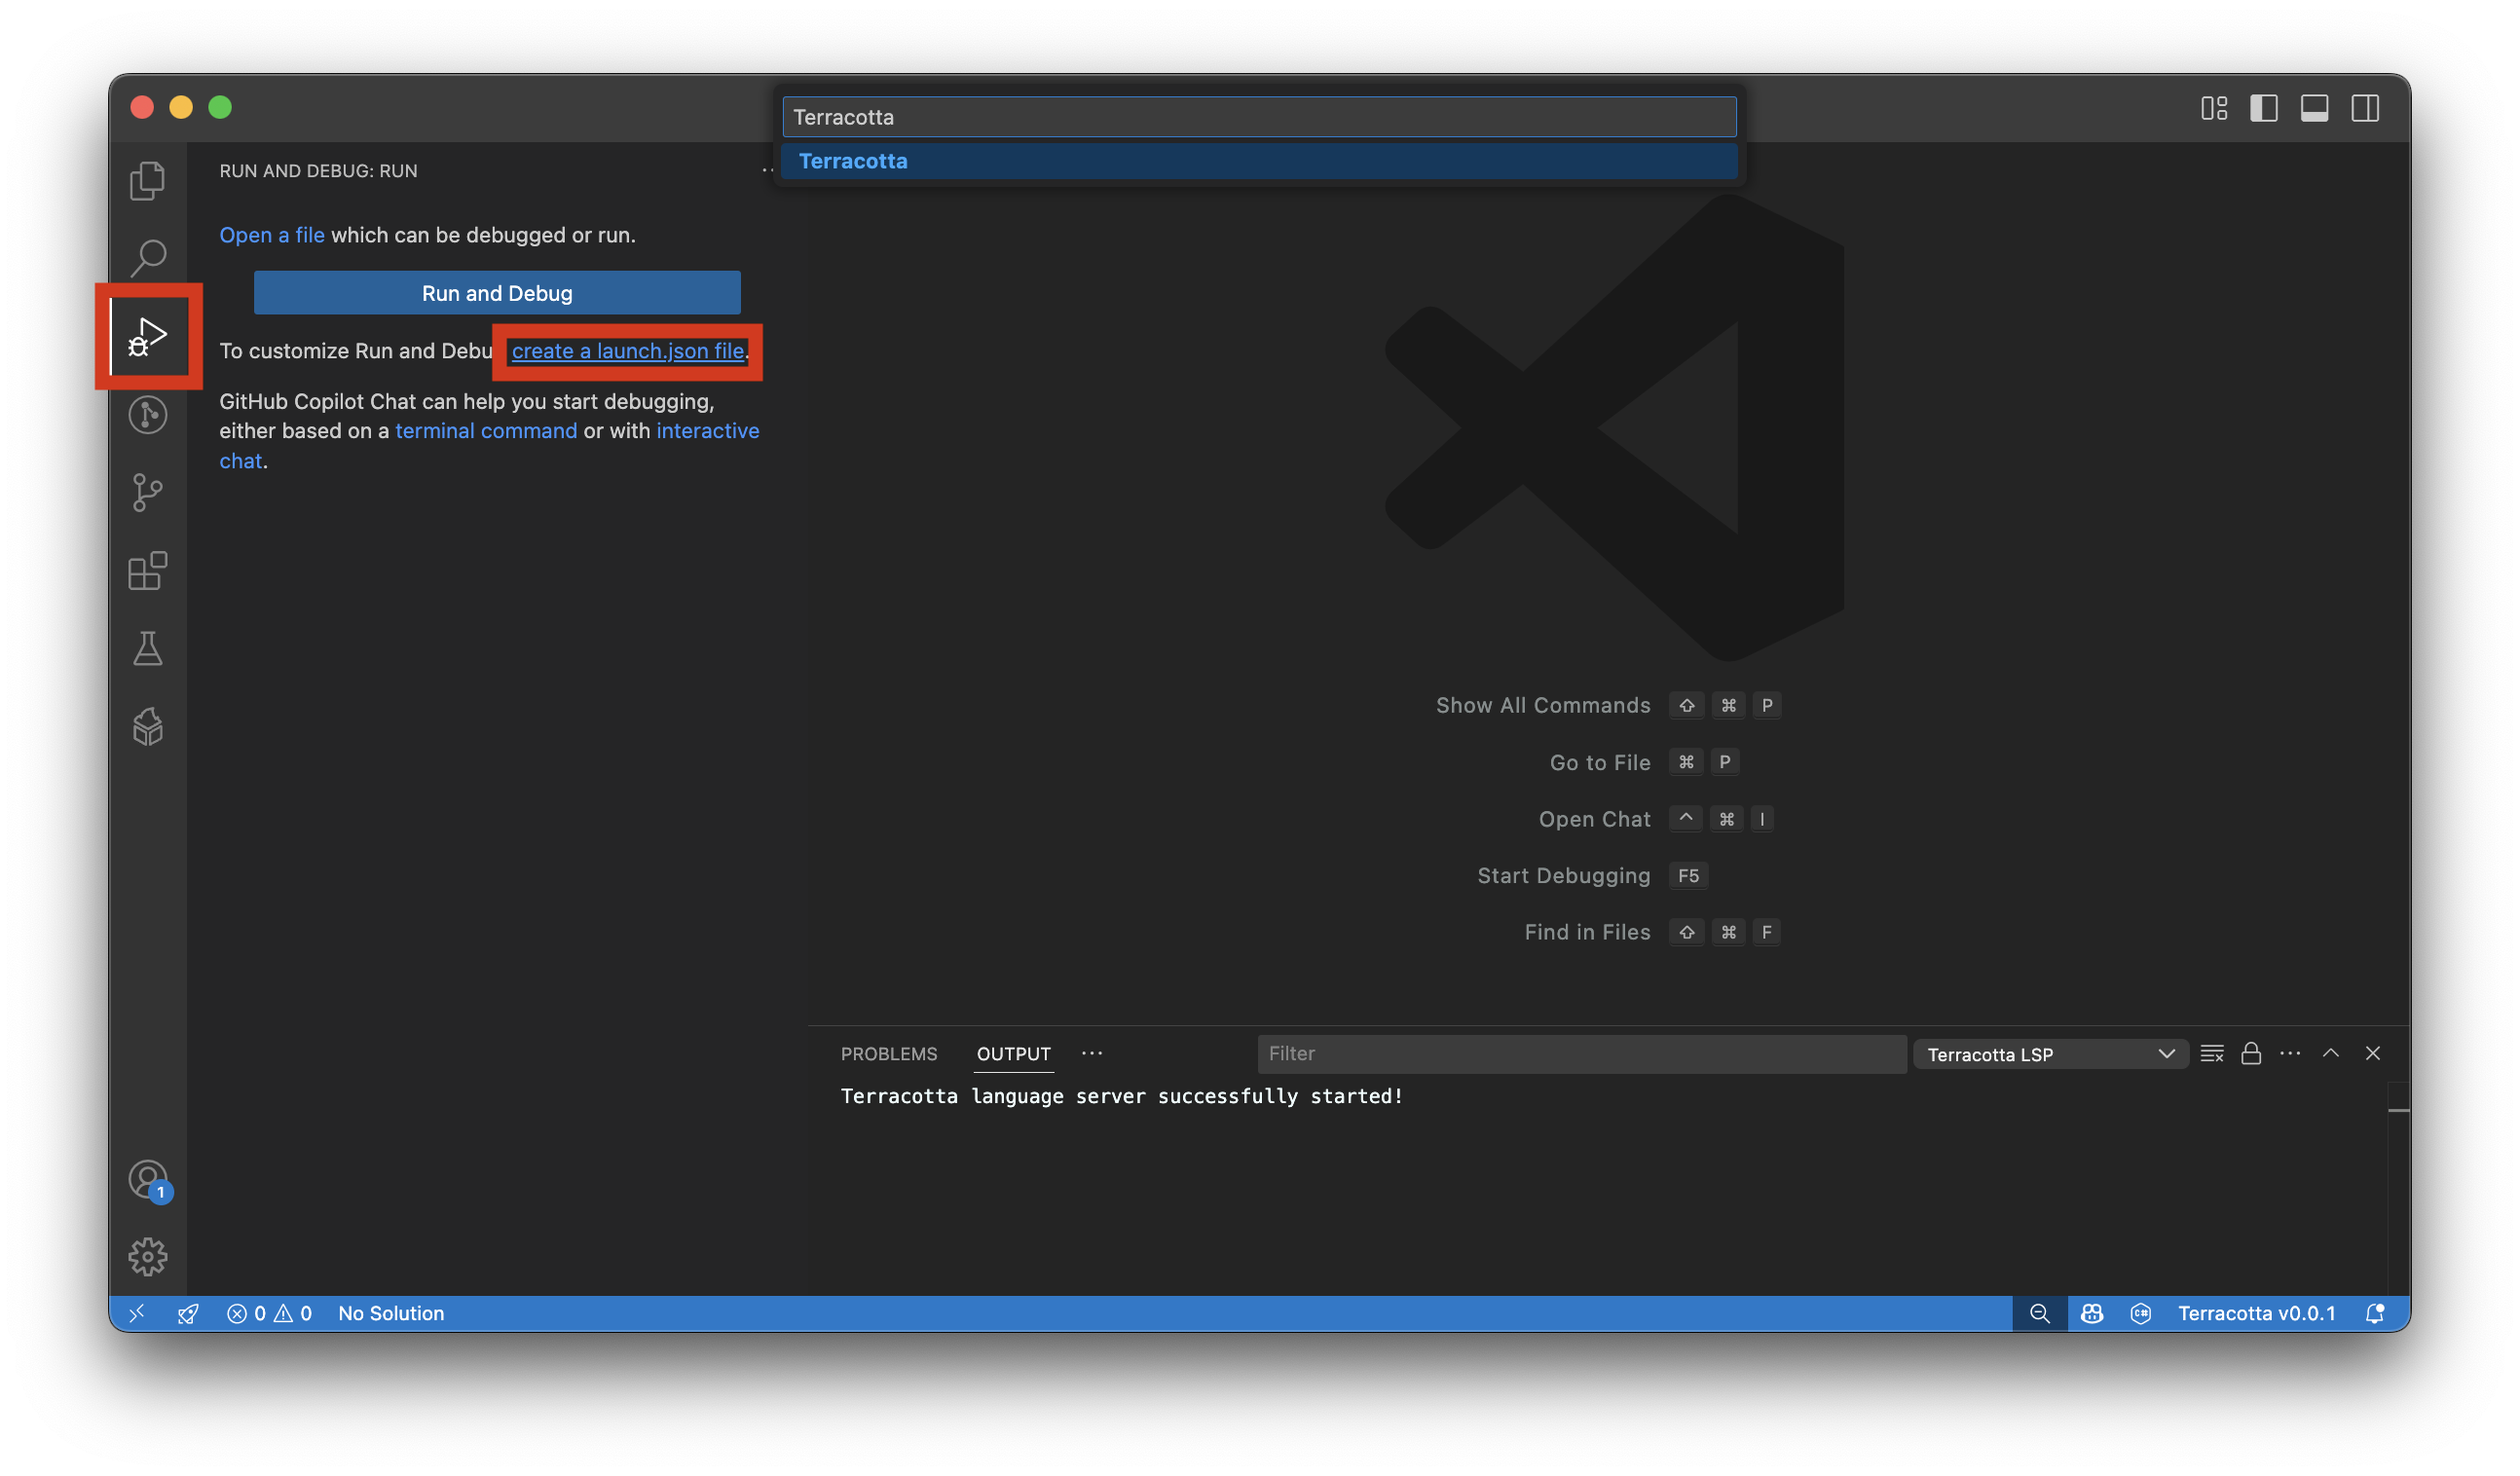 Terracotta
Terracotta
RUN AND DEBUG: RUN
Open a file which can be debugged or run.
Run and Debug
To customize Run and Debu create a launch.json file.
GitHub Copilot Chat can help you start debugging,
either based on a terminal command or with interactive
chat.
Show All Commands ⇧ ⌘ P
Go to File ⌘ P
Open Chat ^ ⌘ I
Start Debugging F5
Find in Files ⇧ ⌘ F
PROBLEMS OUTPUT ··· Filter Terracotta LSP
Terracotta language server successfully started!
1
0 0 No Solution C# Terracotta v0.0.1